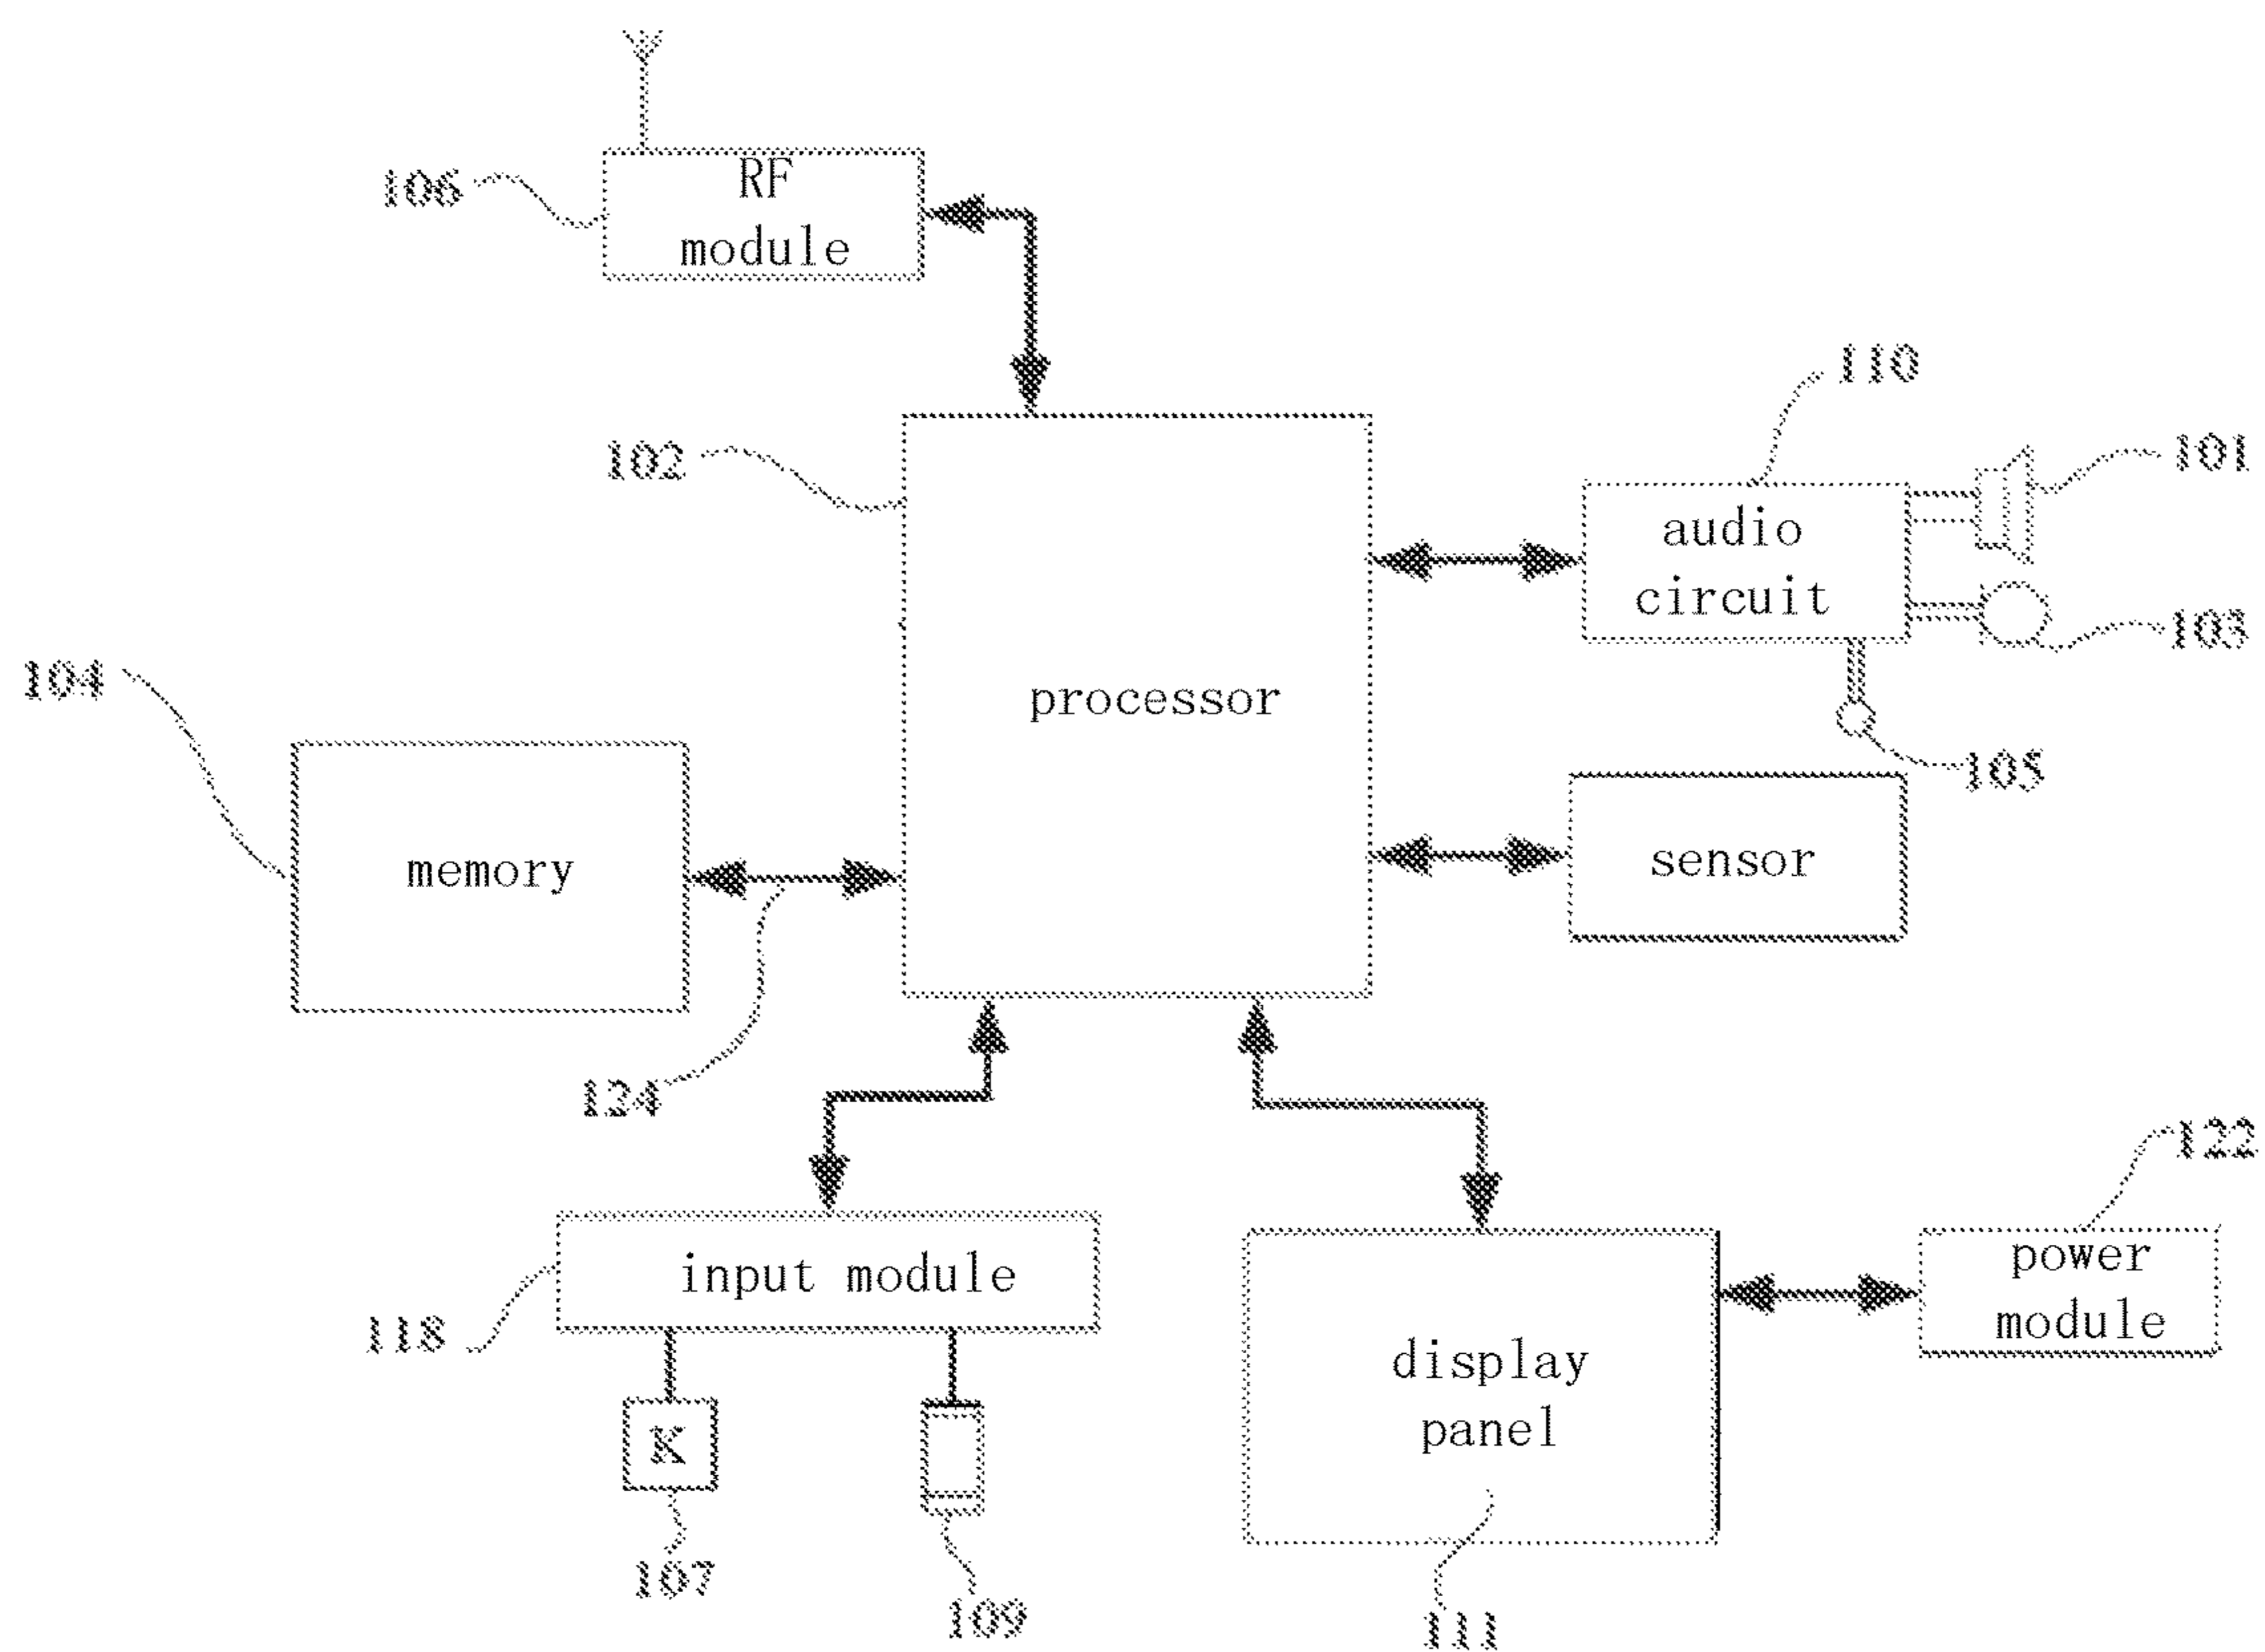 RF
module
106
110
102
101
audio
circuit
103
104
processor
105
memory
sensor
124
122
power
module
input module
118
display
panel
K
107
109
111